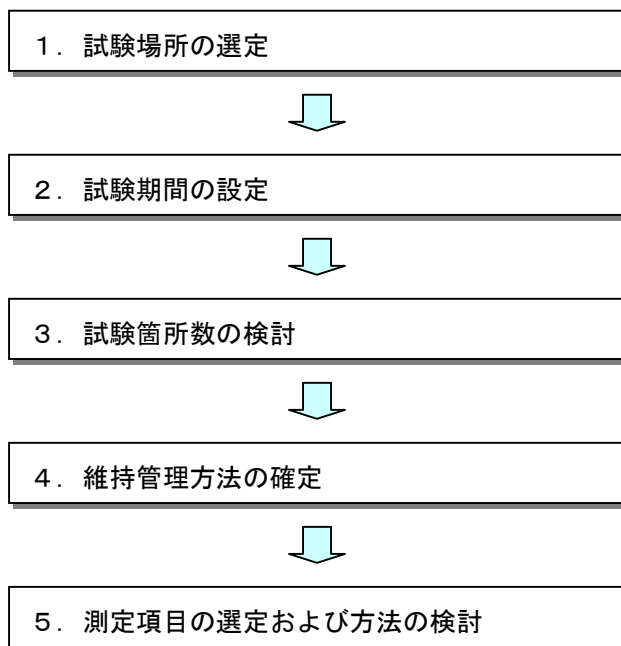 １．試験場所の選定
２．試験期間の設定
３．試験箇所数の検討
４．維持管理方法の確定
５．測定項目の選定および方法の検討